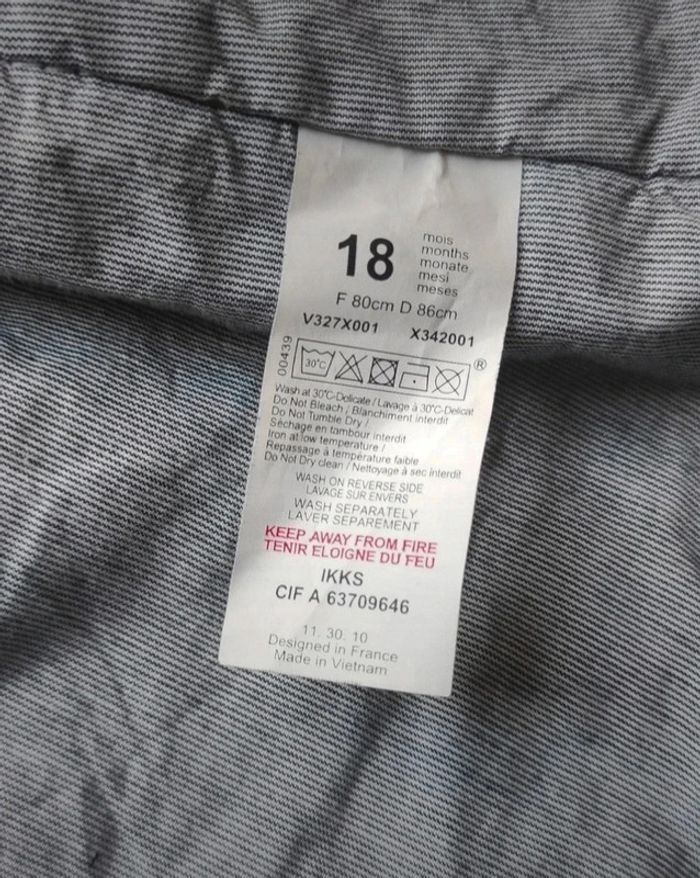 18
mois
months
monate
mesi
meses
F 80cm D 86cm
V327X001 X342001
00439
30°C
®
Wash at 30°C-Delicate / Lavage à 30°C-Delicat
Do Not Bleach / Blanchiment interdit
Do Not Tumble Dry /
Séchage en tambour interdit
Iron at low temperature /
Repassage à température faible
Do Not Dry clean / Nettoyage à sec interdit
WASH ON REVERSE SIDE
LAVAGE SUR ENVERS
WASH SEPARATELY
LAVER SEPAREMENT
KEEP AWAY FROM FIRE
TENIR ELOIGNE DU FEU
IKKS
CIF A 63709646
11. 30. 10
Designed in France
Made in Vietnam